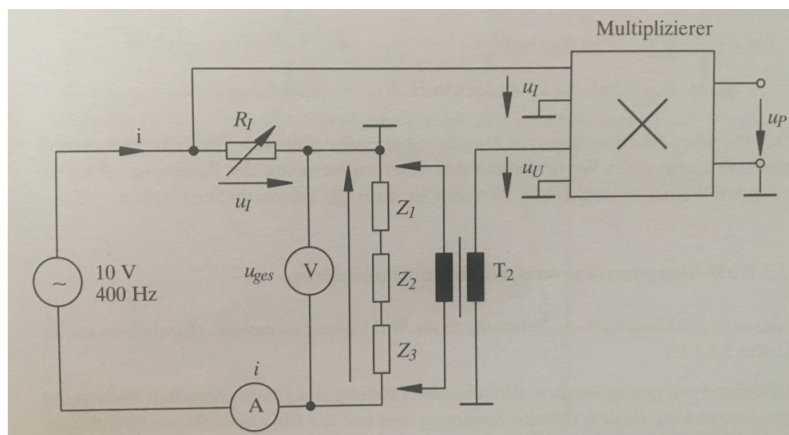 Multiplizierer
i
R_I
u_I
u_I
u_U
u_P
10 V
400 Hz
~
u_ges
V
Z_1
Z_2
Z_3
T_2
i
A